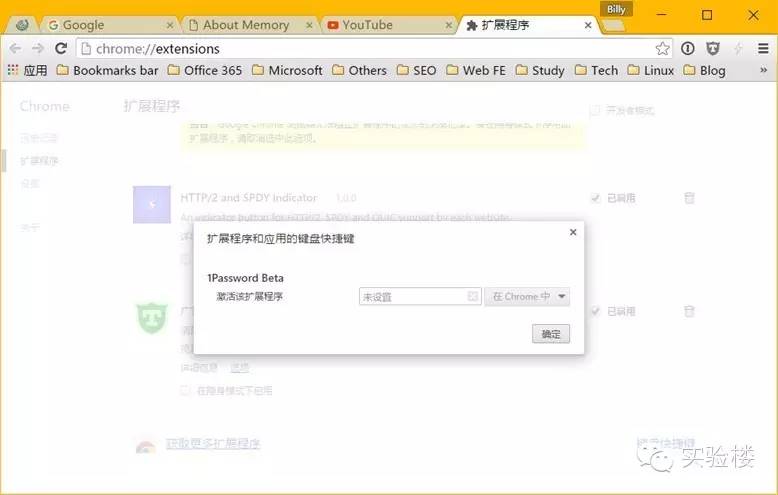 Billy
Google
About Memory
YouTube
扩展程序
chrome://extensions
应用 Bookmarks bar Office 365 Microsoft Others SEO Web FE Study Tech Linux Blog »
Chrome
扩展程序
开发者模式
历史记录
扩展程序
设置
关于
扩展程序，请取消选中此选项。
HTTP/2 and SPDY Indicator 1.0.0
已启用
An indicator button for HTTP/2, SPDY and QUIC support by each website.
扩展程序和应用的键盘快捷键
1Password Beta
激活该扩展程序
未设置
在 Chrome 中
确定
已启用
详细信息 选项
在隐身模式下启用
获取更多扩展程序
键盘快捷键
实验楼